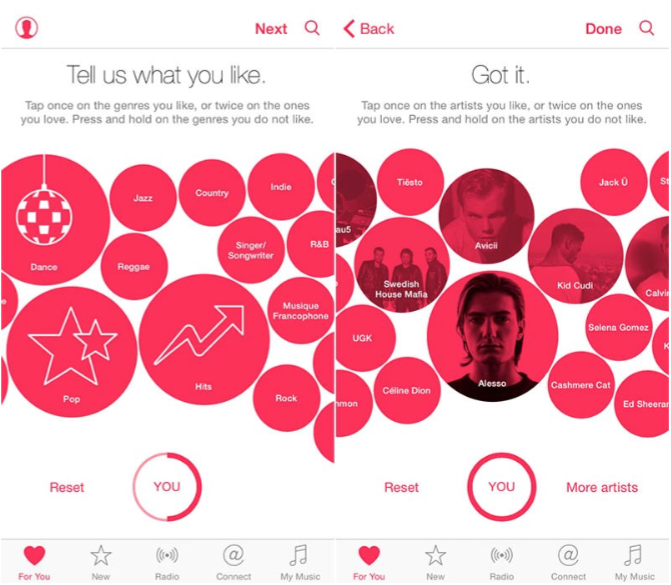 Next
Tell us what you like.
Tap once on the genres you like, or twice on the ones
you love. Press and hold on the genres you do not like.
Jazz
Country
Indie
Dance
Reggae
Singer/
Songwriter
R&B
Musique
Francophone
Pop
Hits
Rock
Reset
YOU
For You
New
Radio
Connect
My Music
Back
Done
Got it.
Tap once on the artists you like, or twice on the ones
you love. Press and hold on the artists you do not like.
Tiësto
Jack Ü
St
au5
Avicii
Swedish
House Mafia
Kid Cudi
Calvin
UGK
Selena Gomez
K
Alesso
Céline Dion
Cashmere Cat
mmon
Ed Sheeran
Reset
YOU
More artists
For You
New
Radio
Connect
My Music